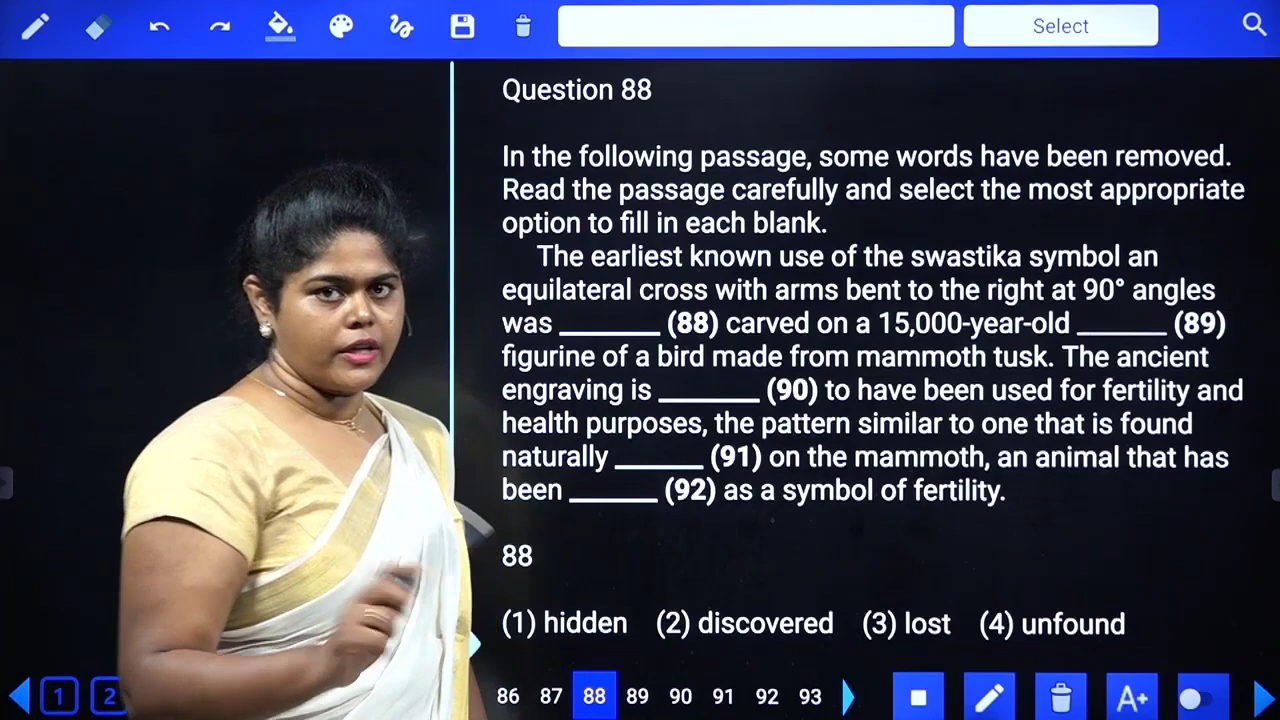 Select
Question 88
In the following passage, some words have been removed.
Read the passage carefully and select the most appropriate
option to fill in each blank.
The earliest known use of the swastika symbol an
equilateral cross with arms bent to the right at 90° angles
was _______ (88) carved on a 15,000-year-old ______ (89)
figurine of a bird made from mammoth tusk. The ancient
engraving is _______ (90) to have been used for fertility and
health purposes, the pattern similar to one that is found
naturally ______ (91) on the mammoth, an animal that has
been ______ (92) as a symbol of fertility.
88
(1) hidden (2) discovered (3) lost (4) unfound
1 2 86 87 88 89 90 91 92 93 A+